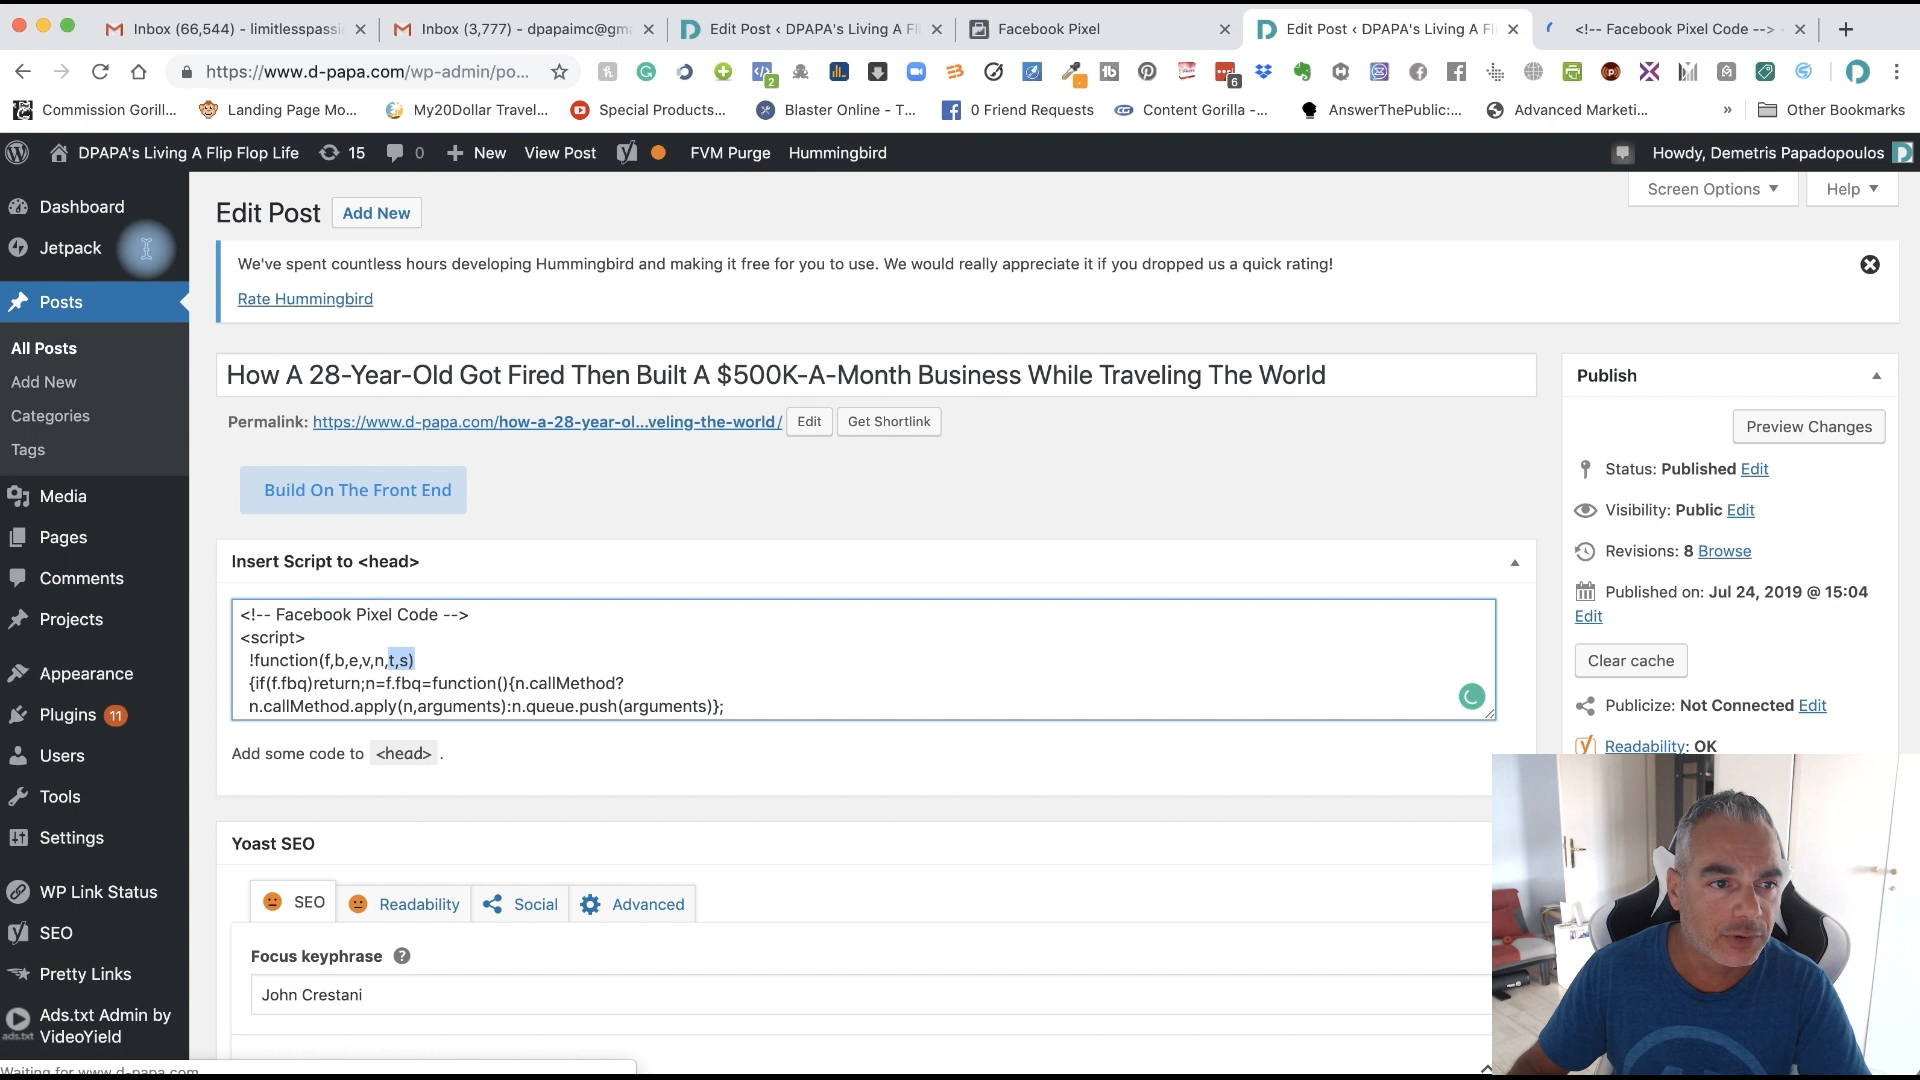 Inbox (66,544) - limitlesspassi
Inbox (3,777) - dpapaimc@gm
Edit Post ‹ DPAPA's Living A Fl
Facebook Pixel
Edit Post ‹ DPAPA's Living A Fl
<!-- Facebook Pixel Code -->
https://www.d-papa.com/wp-admin/po...
Commission Gorill...
Landing Page Mo...
My20Dollar Travel...
Special Products...
Blaster Online - T...
0 Friend Requests
Content Gorilla -...
AnswerThePublic:...
Advanced Marketi...
»
Other Bookmarks
DPAPA's Living A Flip Flop Life
15
0
New
View Post
FVM Purge
Hummingbird
Howdy, Demetris Papadopoulos
Dashboard
Jetpack
Posts
All Posts
Add New
Categories
Tags
Media
Pages
Comments
Projects
Appearance
Plugins 11
Users
Tools
Settings
WP Link Status
SEO
Pretty Links
Ads.txt Admin by
VideoYield
Screen Options
Help
Edit Post
Add New
We've spent countless hours developing Hummingbird and making it free for you to use. We would really appreciate it if you dropped us a quick rating!
Rate Hummingbird
How A 28-Year-Old Got Fired Then Built A $500K-A-Month Business While Traveling The World
Permalink: https://www.d-papa.com/how-a-28-year-ol...veling-the-world/ Edit Get Shortlink
Build On The Front End
Insert Script to <head>
<!-- Facebook Pixel Code -->
<script>
!function(f,b,e,v,n,t,s)
{if(f.fbq)return;n=f.fbq=function(){n.callMethod?
n.callMethod.apply(n,arguments):n.queue.push(arguments)};
Add some code to <head> .
Yoast SEO
SEO
Readability
Social
Advanced
Focus keyphrase
John Crestani
Publish
Preview Changes
Status: Published Edit
Visibility: Public Edit
Revisions: 8 Browse
Published on: Jul 24, 2019 @ 15:04
Edit
Clear cache
Publicize: Not Connected Edit
Readability: OK
Waiting for www.d-papa.com